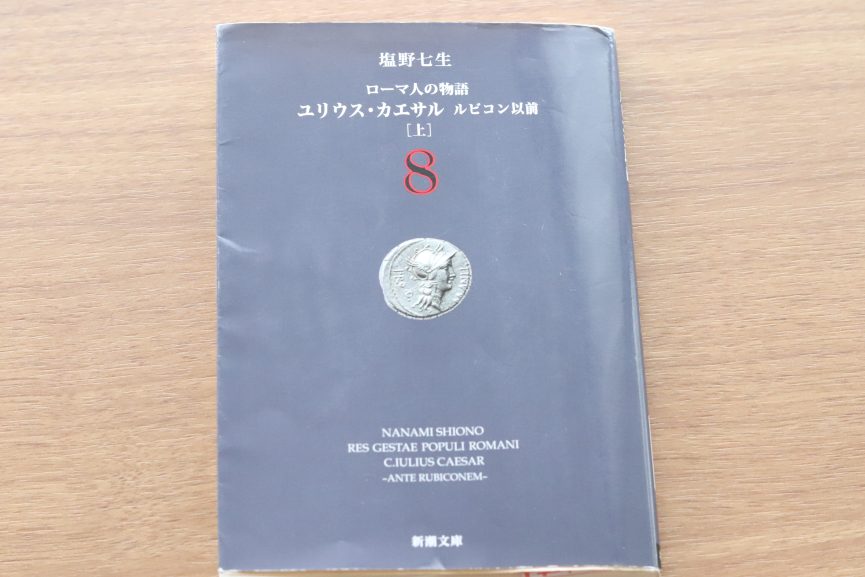 塩野七生
ローマ人の物語
ユリウス・カエサル ルビコン以前
[上]
8
NANAMI SHIONO
RES GESTAE POPULI ROMANI
C.IULIUS CAESAR
~ANTE RUBICONEM~
新潮文庫